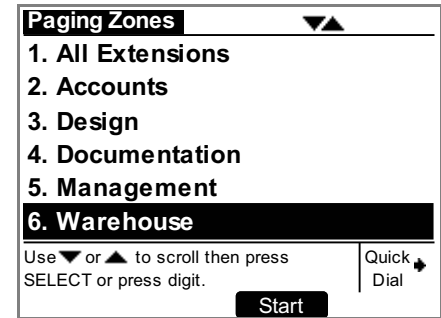 Paging Zones
1. All Extensions
2. Accounts
3. Design
4. Documentation
5. Management
6. Warehouse
Use ▼ or ▲ to scroll then press
SELECT or press digit.
Quick
Dial
Start